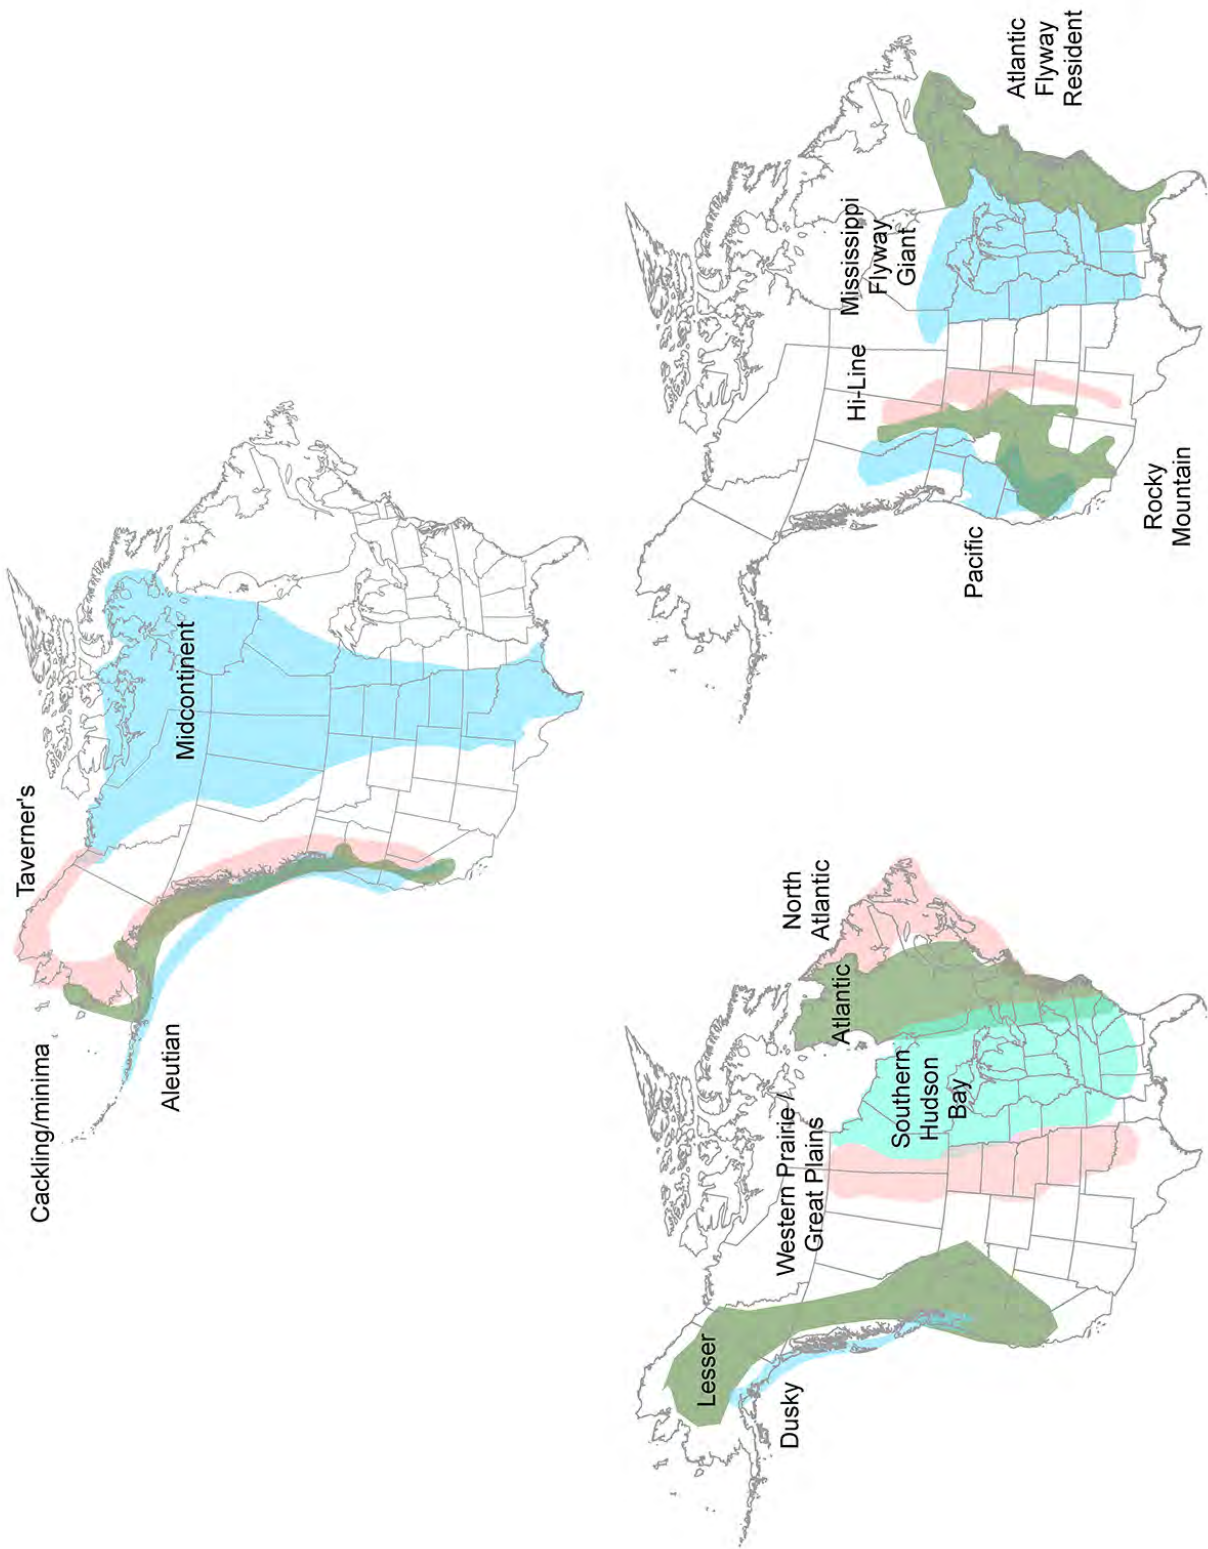 Cackling/minima
Taverner's
Aleutian
Midcontinent
Lesser
Dusky
Western Prairie /
Great Plains
Southern
Hudson
Bay
Atlantic
North
Atlantic
Pacific
Rocky
Mountain
Hi-Line
Mississippi
Flyway
Giant
Atlantic
Flyway
Resident